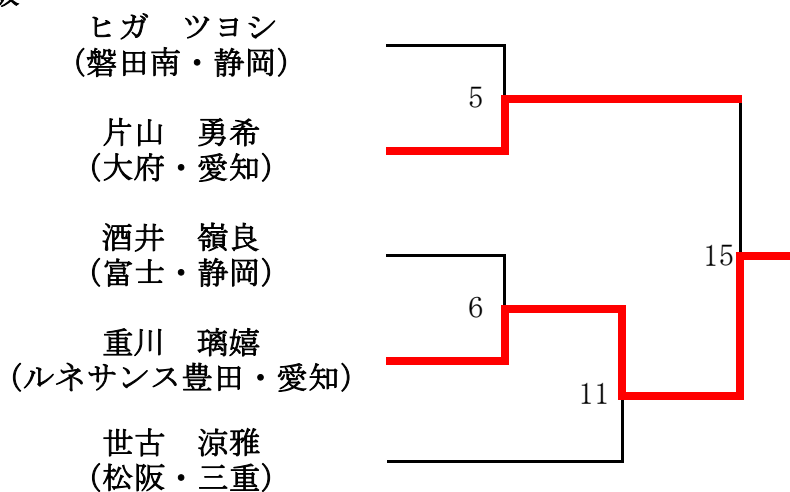 ヒガ　ツヨシ
(磐田南・静岡)
5
片山　勇希
(大府・愛知)
酒井　嶺良
(富士・静岡)
15
6
重川　璃嬉
(ルネサンス豊田・愛知)
11
世古　涼雅
(松阪・三重)